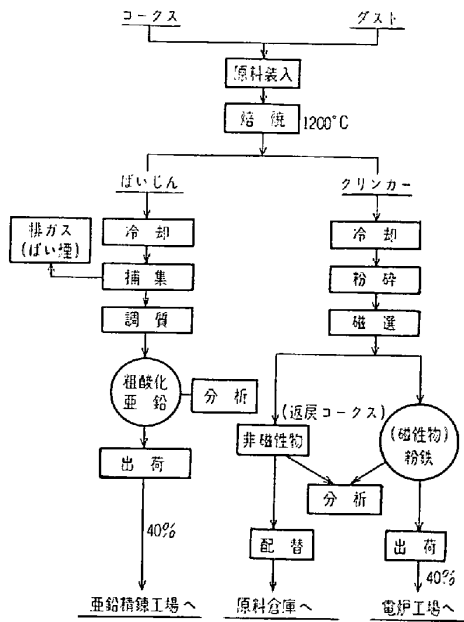 コークス
ダスト
原料装入
焙焼
1200°C
ばいじん
クリンカー
排ガス
(ばい煙)
冷却
冷却
捕集
粉砕
調質
磁選
粗酸化
亜鉛
分析
(返戻コークス)
非磁性物
(磁性物)
粉鉄
出荷
分析
40%
配替
出荷
40%
亜鉛精錬工場へ
原料倉庫へ
電炉工場へ